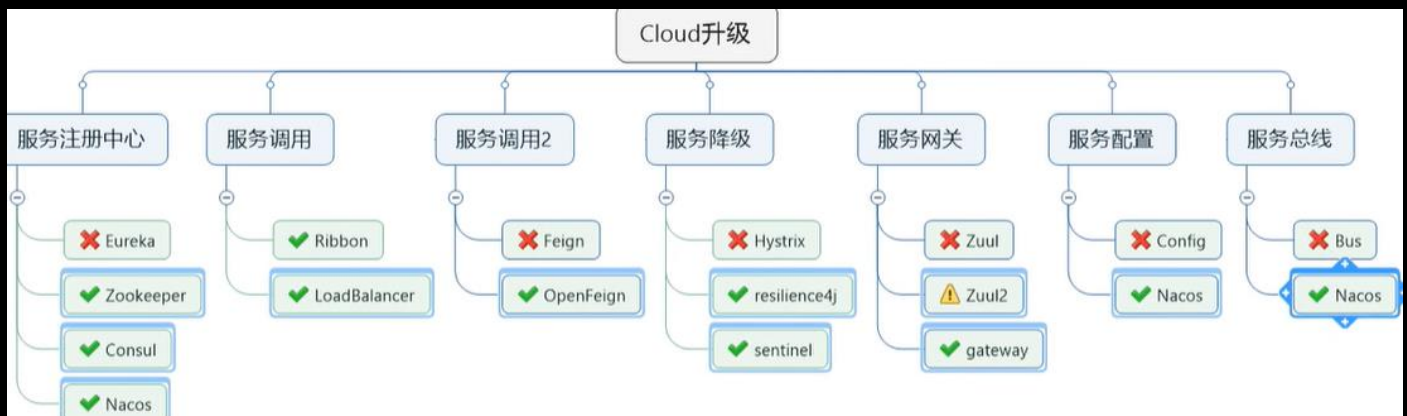 Cloud升级
服务注册中心
服务调用
服务调用2
服务降级
服务网关
服务配置
服务总线
Eureka
Ribbon
Feign
Hystrix
Zuul
Config
Bus
Zookeeper
LoadBalancer
OpenFeign
resilience4j
Zuul2
Nacos
Nacos
Consul
sentinel
gateway
Nacos